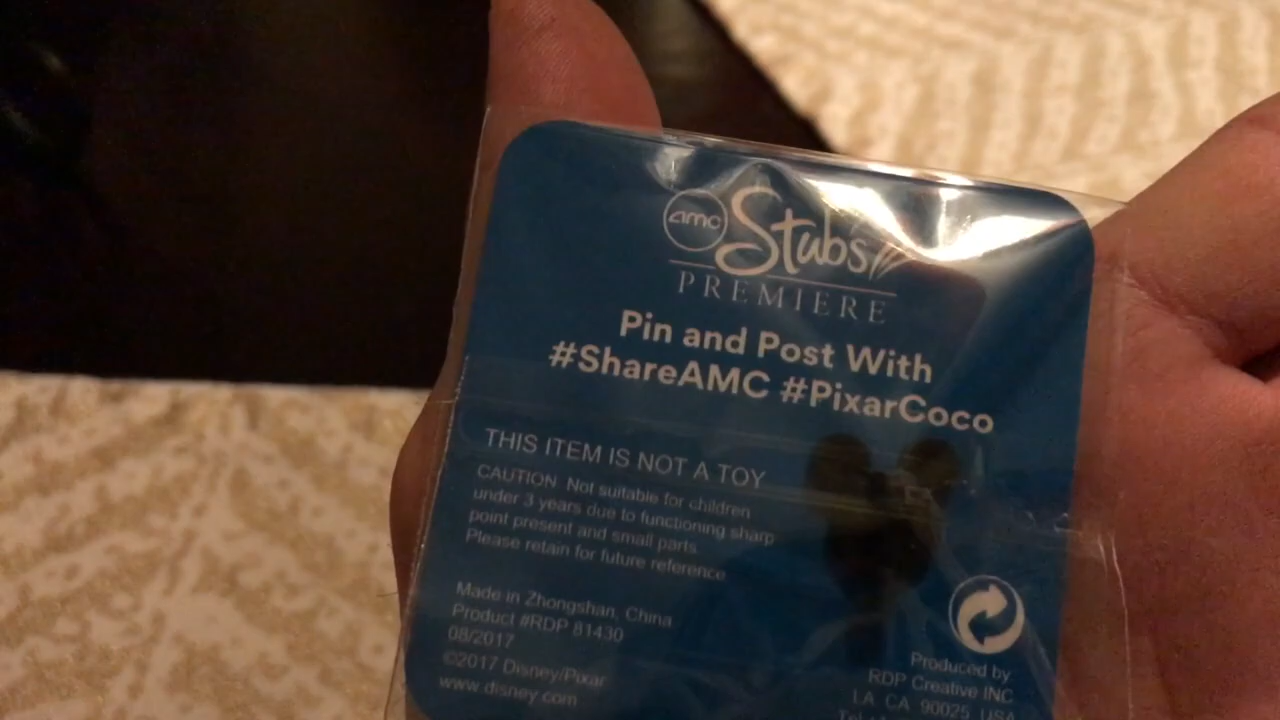 amc Stubs
PREMIERE
Pin and Post With
#ShareAMC #PixarCoco
THIS ITEM IS NOT A TOY
CAUTION Not suitable for children
under 3 years due to functioning sharp
point present and small parts.
Please retain for future reference
Made in Zhongshan, China
Product #RDP 81430
08/2017
©2017 Disney/Pixar
www.disney.com
Produced by
RDP Creative INC
LA CA 90025 USA